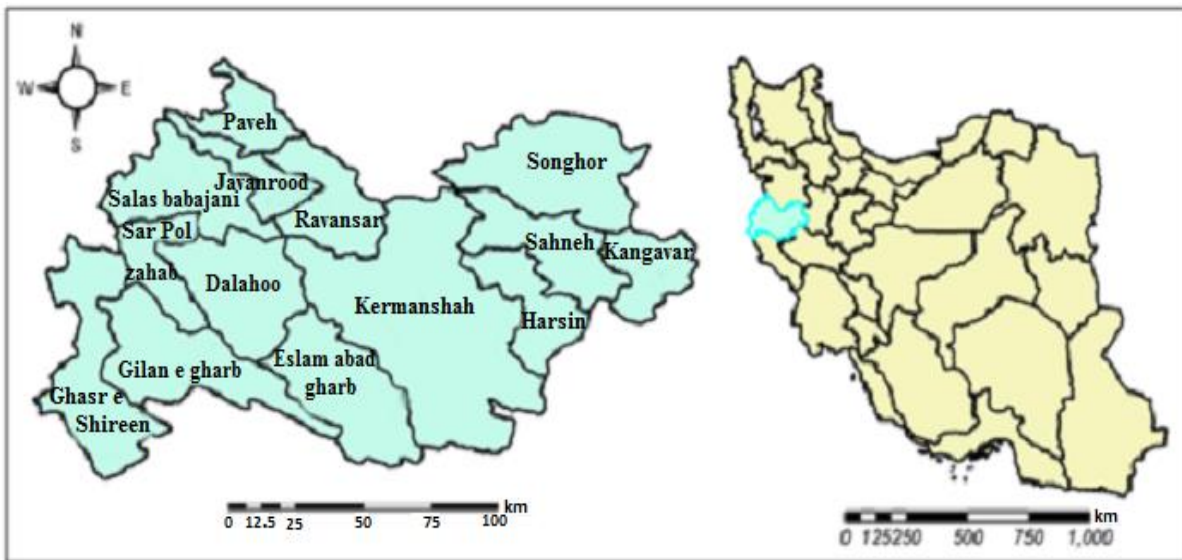 N
W E
S
Paveh
Songhor
Javanrood
Salas babajani
Ravansar
Sar Pol
zahab
Sahneh
Kangavar
Dalahoo
Kermanshah
Harsin
Eslam abad
gharb
Gilan e gharb
Ghasr e
Shireen
km
0 12.5 25 50 75 100
km
0 125250 500 750 1,000